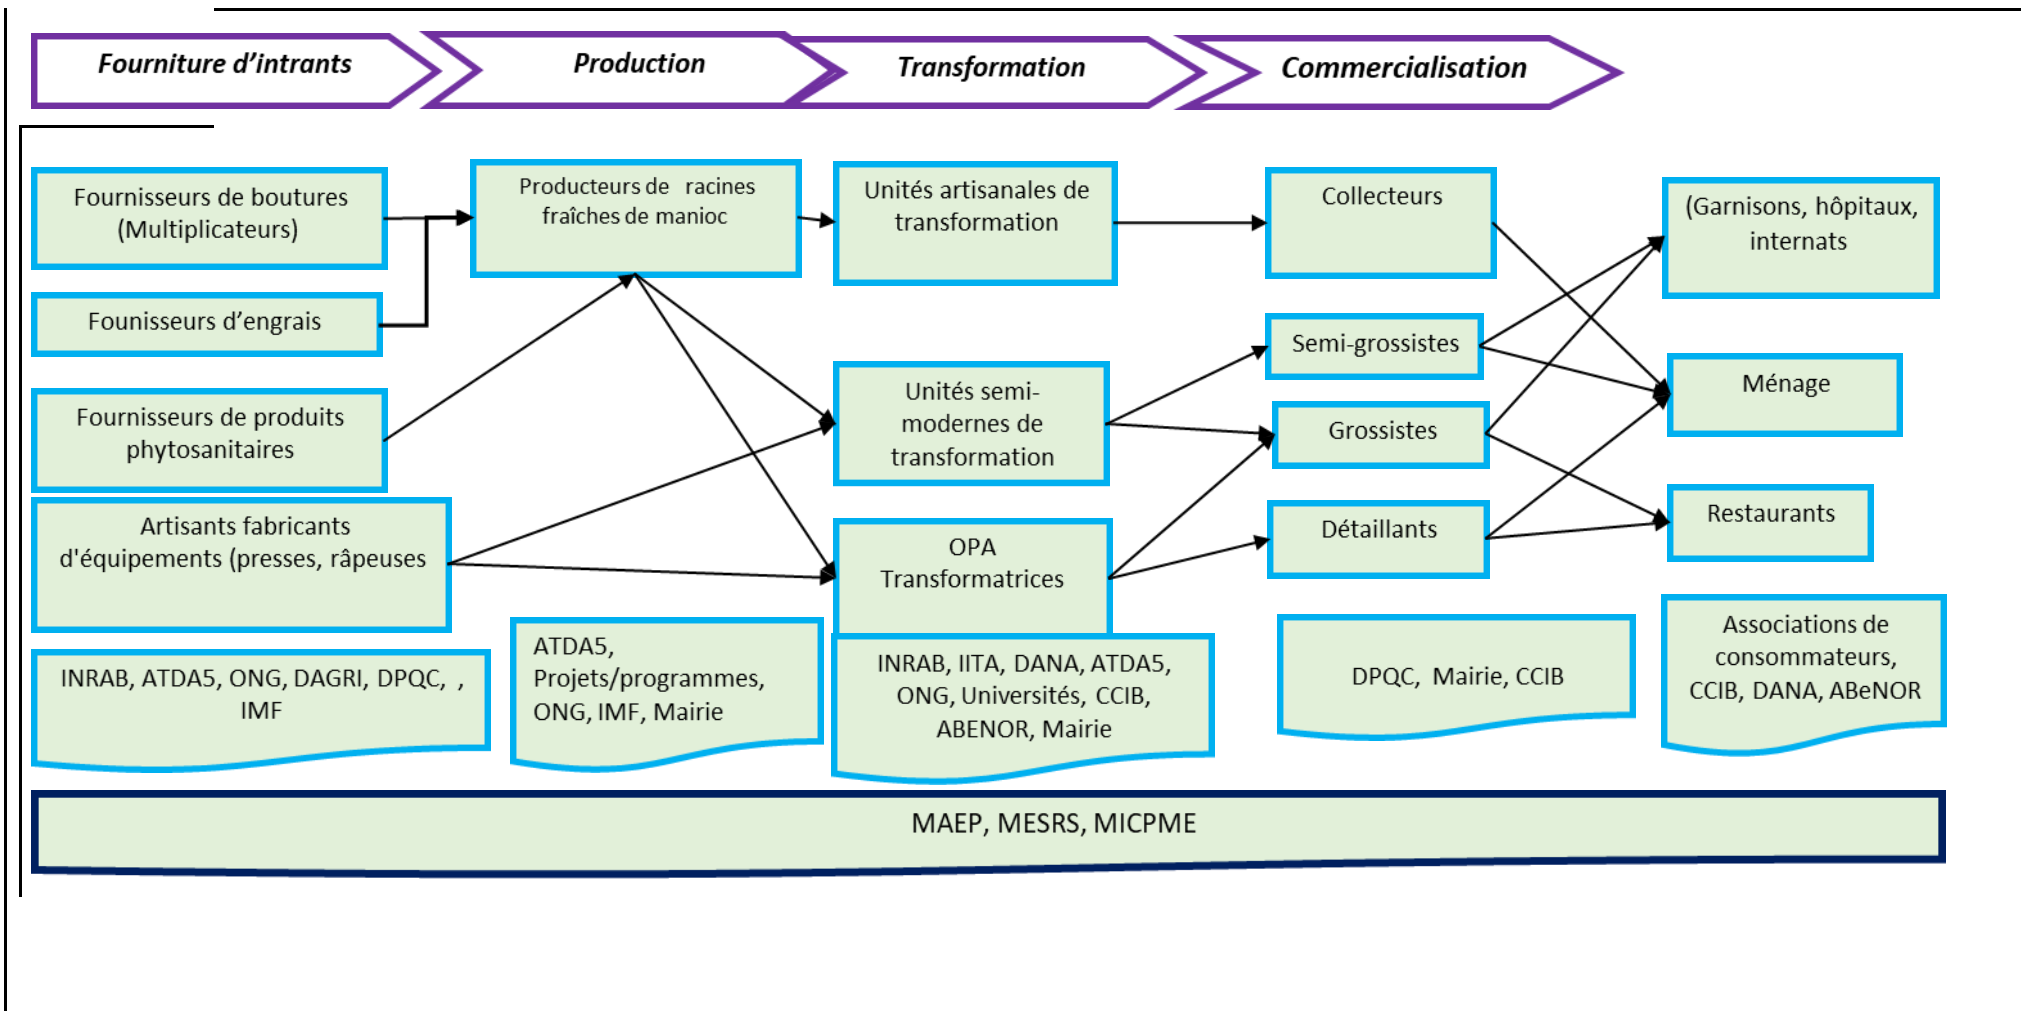 Fourniture d’intrants
Production
Transformation
Commercialisation
Fournisseurs de boutures
(Multiplicateurs)
Founisseurs d’engrais
Fournisseurs de produits
phytosanitaires
Artisants fabricants
d'équipements (presses, râpeuses
INRAB, ATDA5, ONG, DAGRI, DPQC, ,
IMF
Producteurs de racines
fraîches de manioc
ATDA5,
Projets/programmes,
ONG, IMF, Mairie
Unités artisanales de
transformation
Unités semi-
modernes de
transformation
OPA
Transformatrices
INRAB, IITA, DANA, ATDA5,
ONG, Universités, CCIB,
ABENOR, Mairie
Collecteurs
Semi-grossistes
Grossistes
Détaillants
DPQC, Mairie, CCIB
(Garnisons, hôpitaux,
internats
Ménage
Restaurants
Associations de
consommateurs,
CCIB, DANA, ABeNOR
MAEP, MESRS, MICPME